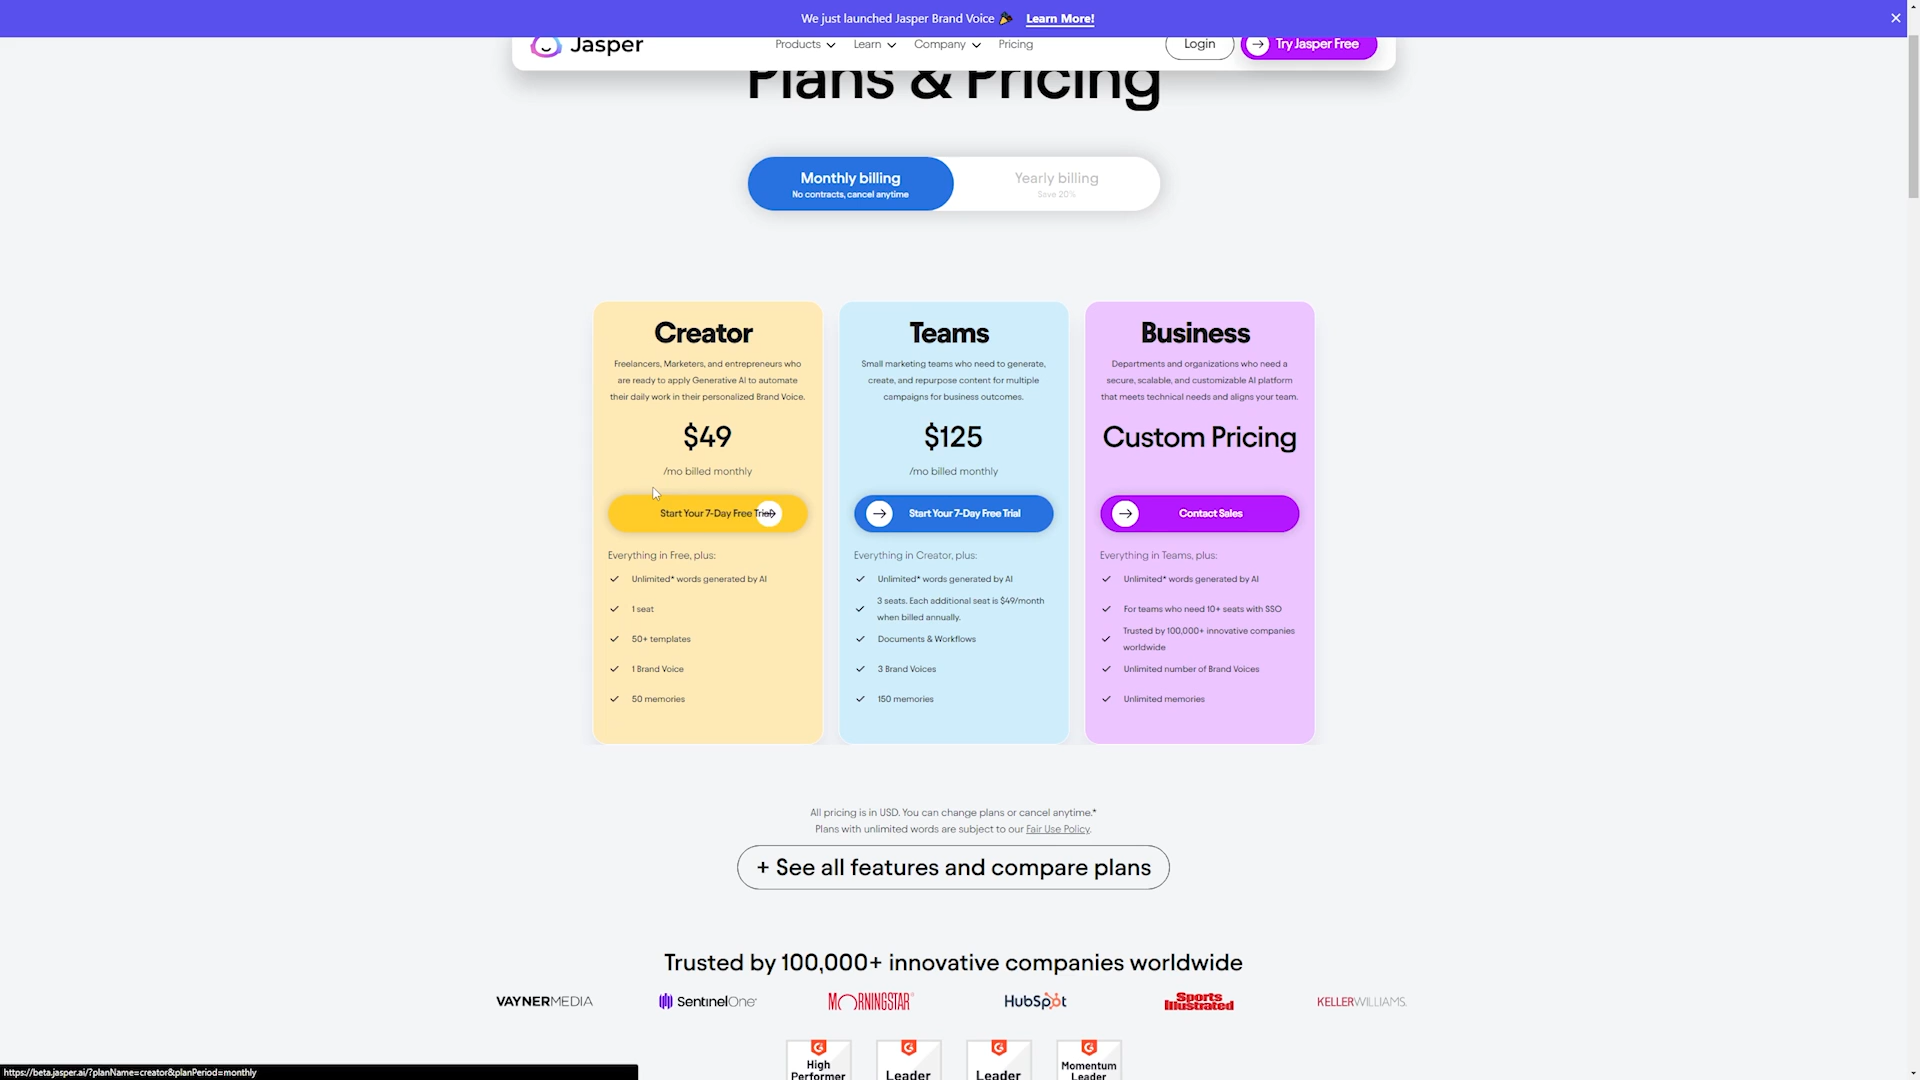 We just launched Jasper Brand Voice 🎉 Learn More!
Jasper
Products
Learn
Company
Pricing
Login
Try Jasper Free
Plans & Pricing
Monthly billing
No contracts, cancel anytime
Yearly billing
Save 20%
Creator
Freelancers, Marketers, and entrepreneurs who
are ready to apply Generative AI to automate
their daily work in their personalized Brand Voice.
$49
/mo billed monthly
Start Your 7-Day Free Trial
Everything in Free, plus:
Unlimited* words generated by AI
1 seat
50+ templates
1 Brand Voice
50 memories
Teams
Small marketing teams who need to generate,
create, and repurpose content for multiple
campaigns for business outcomes.
$125
/mo billed monthly
Start Your 7-Day Free Trial
Everything in Creator, plus:
Unlimited* words generated by AI
3 seats. Each additional seat is $49/month
when billed annually.
Documents & Workflows
3 Brand Voices
150 memories
Business
Departments and organizations who need a
secure, scalable, and customizable AI platform
that meets technical needs and aligns your team.
Custom Pricing
Contact Sales
Everything in Teams, plus:
Unlimited* words generated by AI
For teams who need 10+ seats with SSO
Trusted by 100,000+ innovative companies
worldwide
Unlimited number of Brand Voices
Unlimited memories
All pricing is in USD. You can change plans or cancel anytime.*
Plans with unlimited words are subject to our Fair Use Policy.
+ See all features and compare plans
Trusted by 100,000+ innovative companies worldwide
VAYNERMEDIA
SentinelOne
MORNINGSTAR
HubSpot
Sports
Illustrated
KELLERWILLIAMS.
High
Performer
Leader
Leader
Momentum
Leader
https://beta.jasper.ai/?planName=creator&planPeriod=monthly